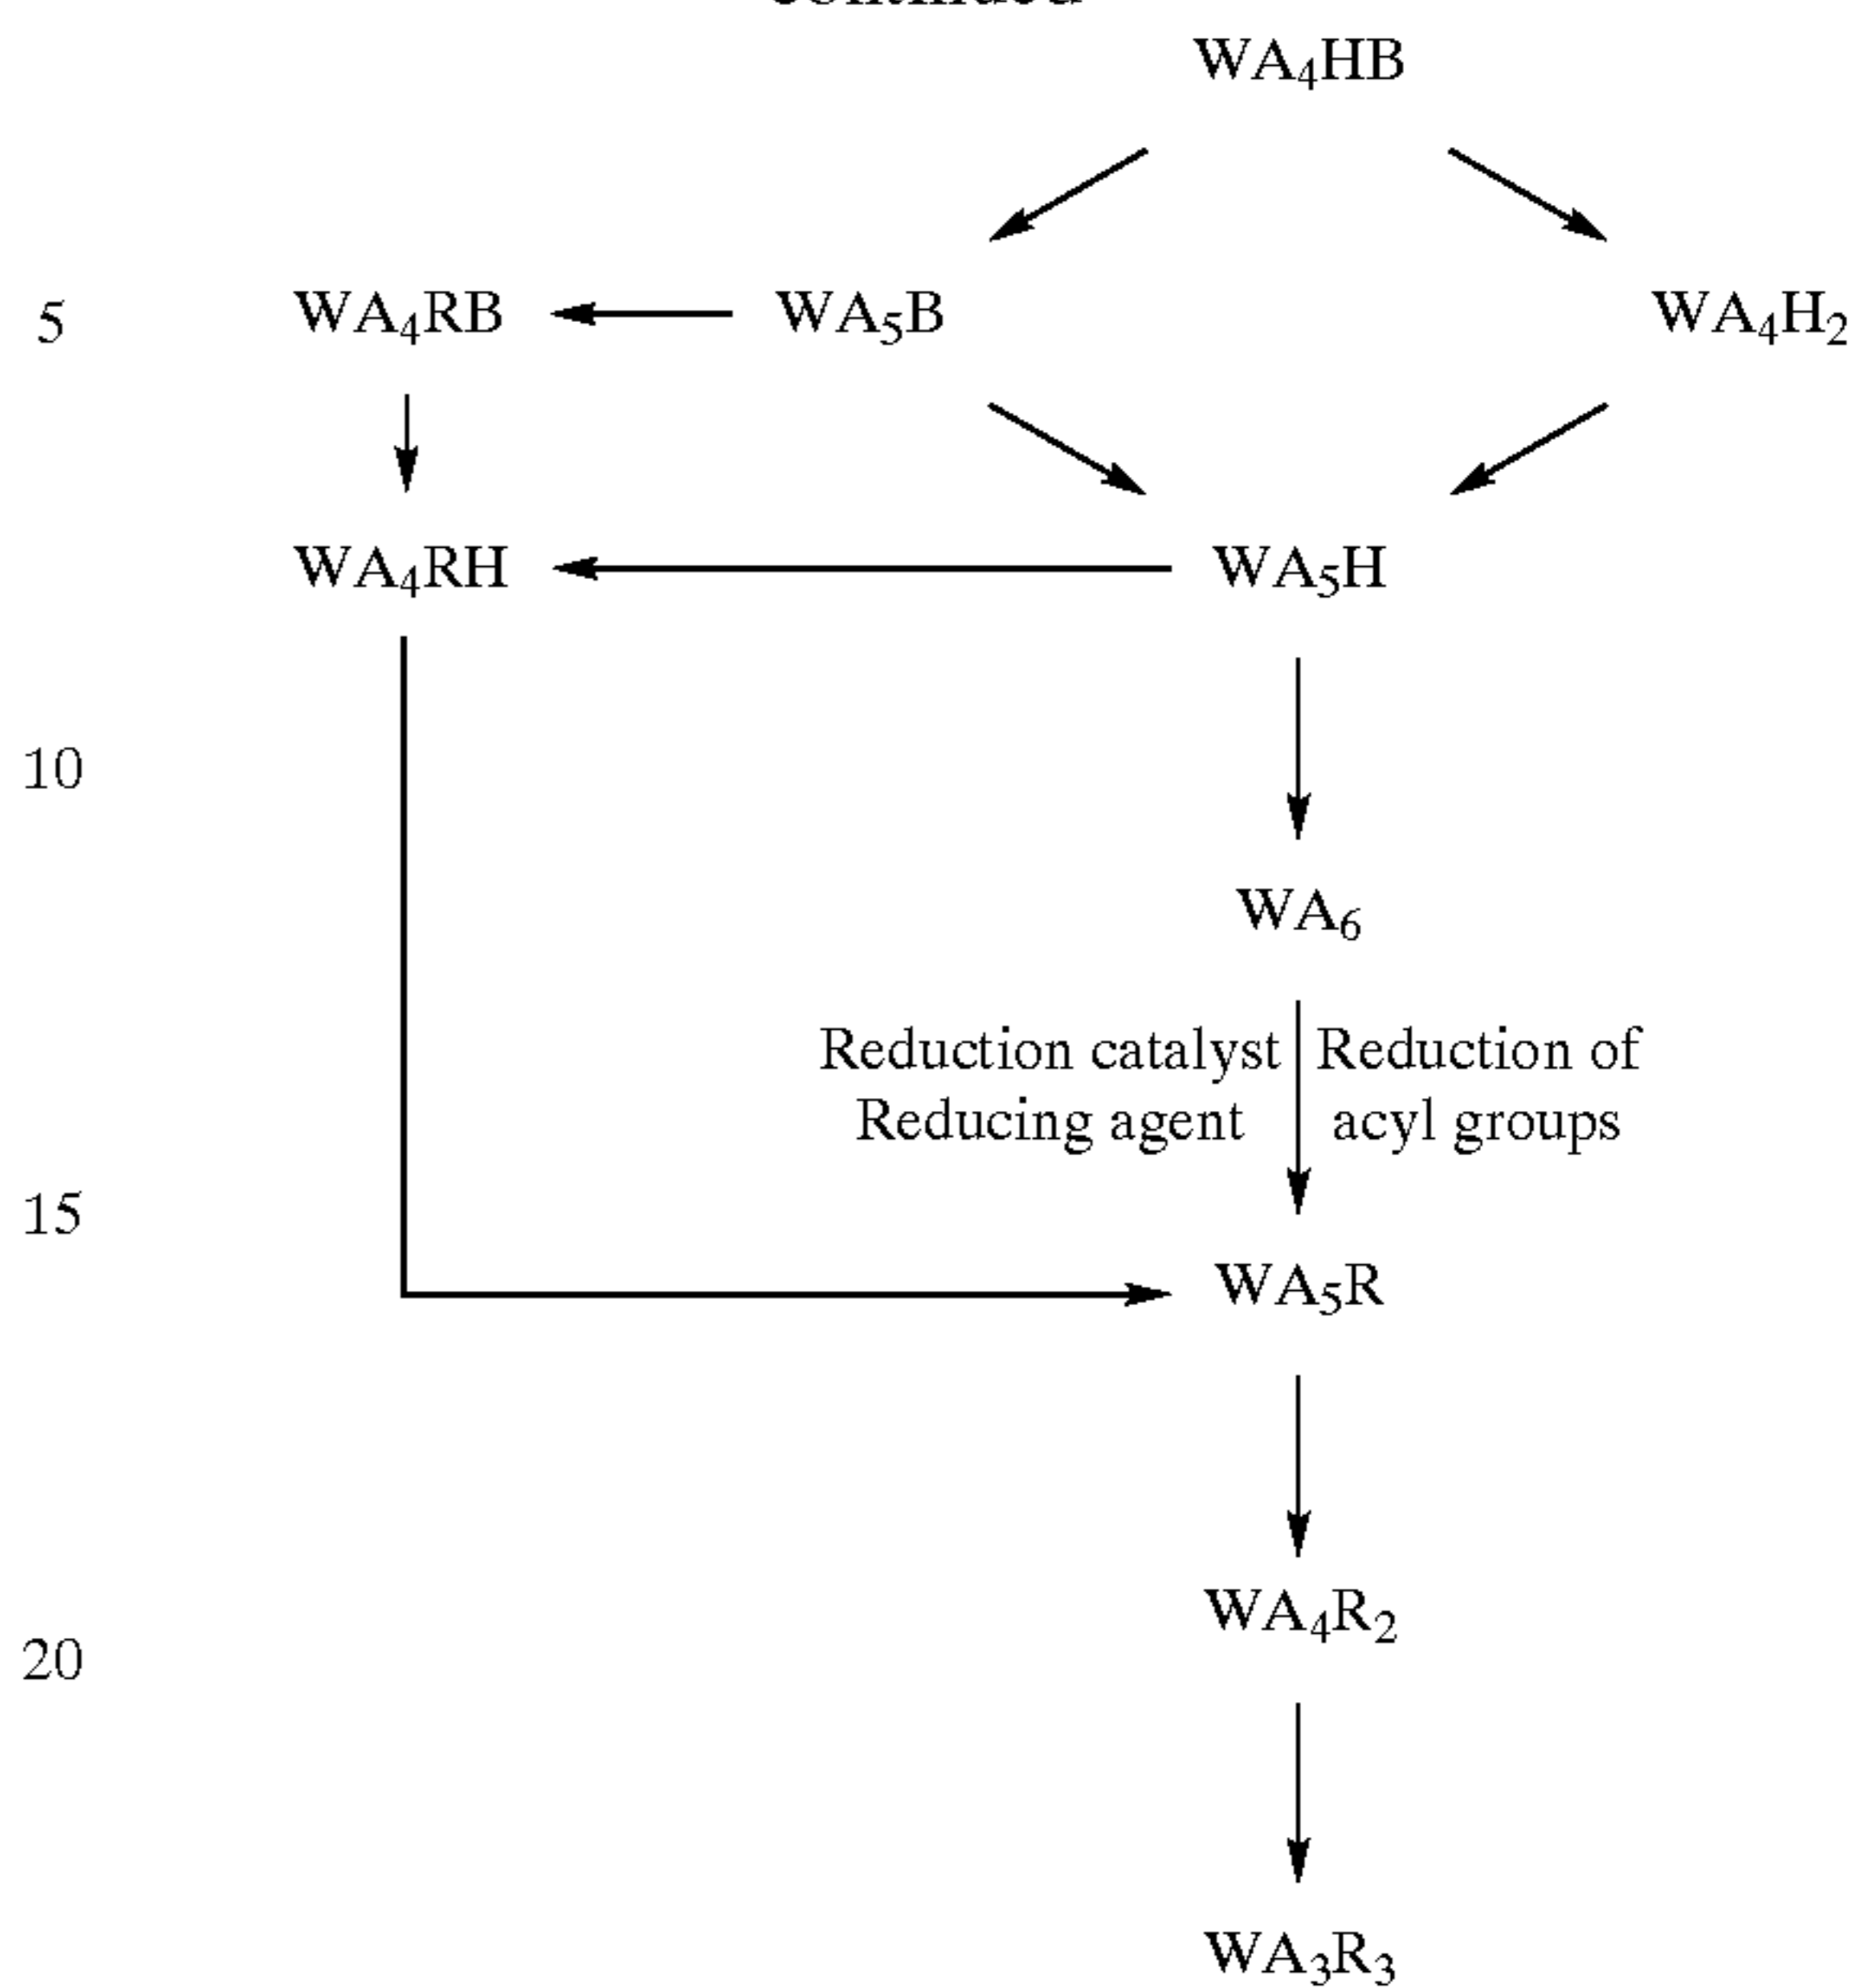 WA₄HB
5 WA₄RB WA₅B WA₄H₂
WA₄RH WA₅H
10
WA₆
Reduction catalyst Reduction of
Reducing agent acyl groups
15
WA₅R
WA₄R₂
20
WA₃R₃